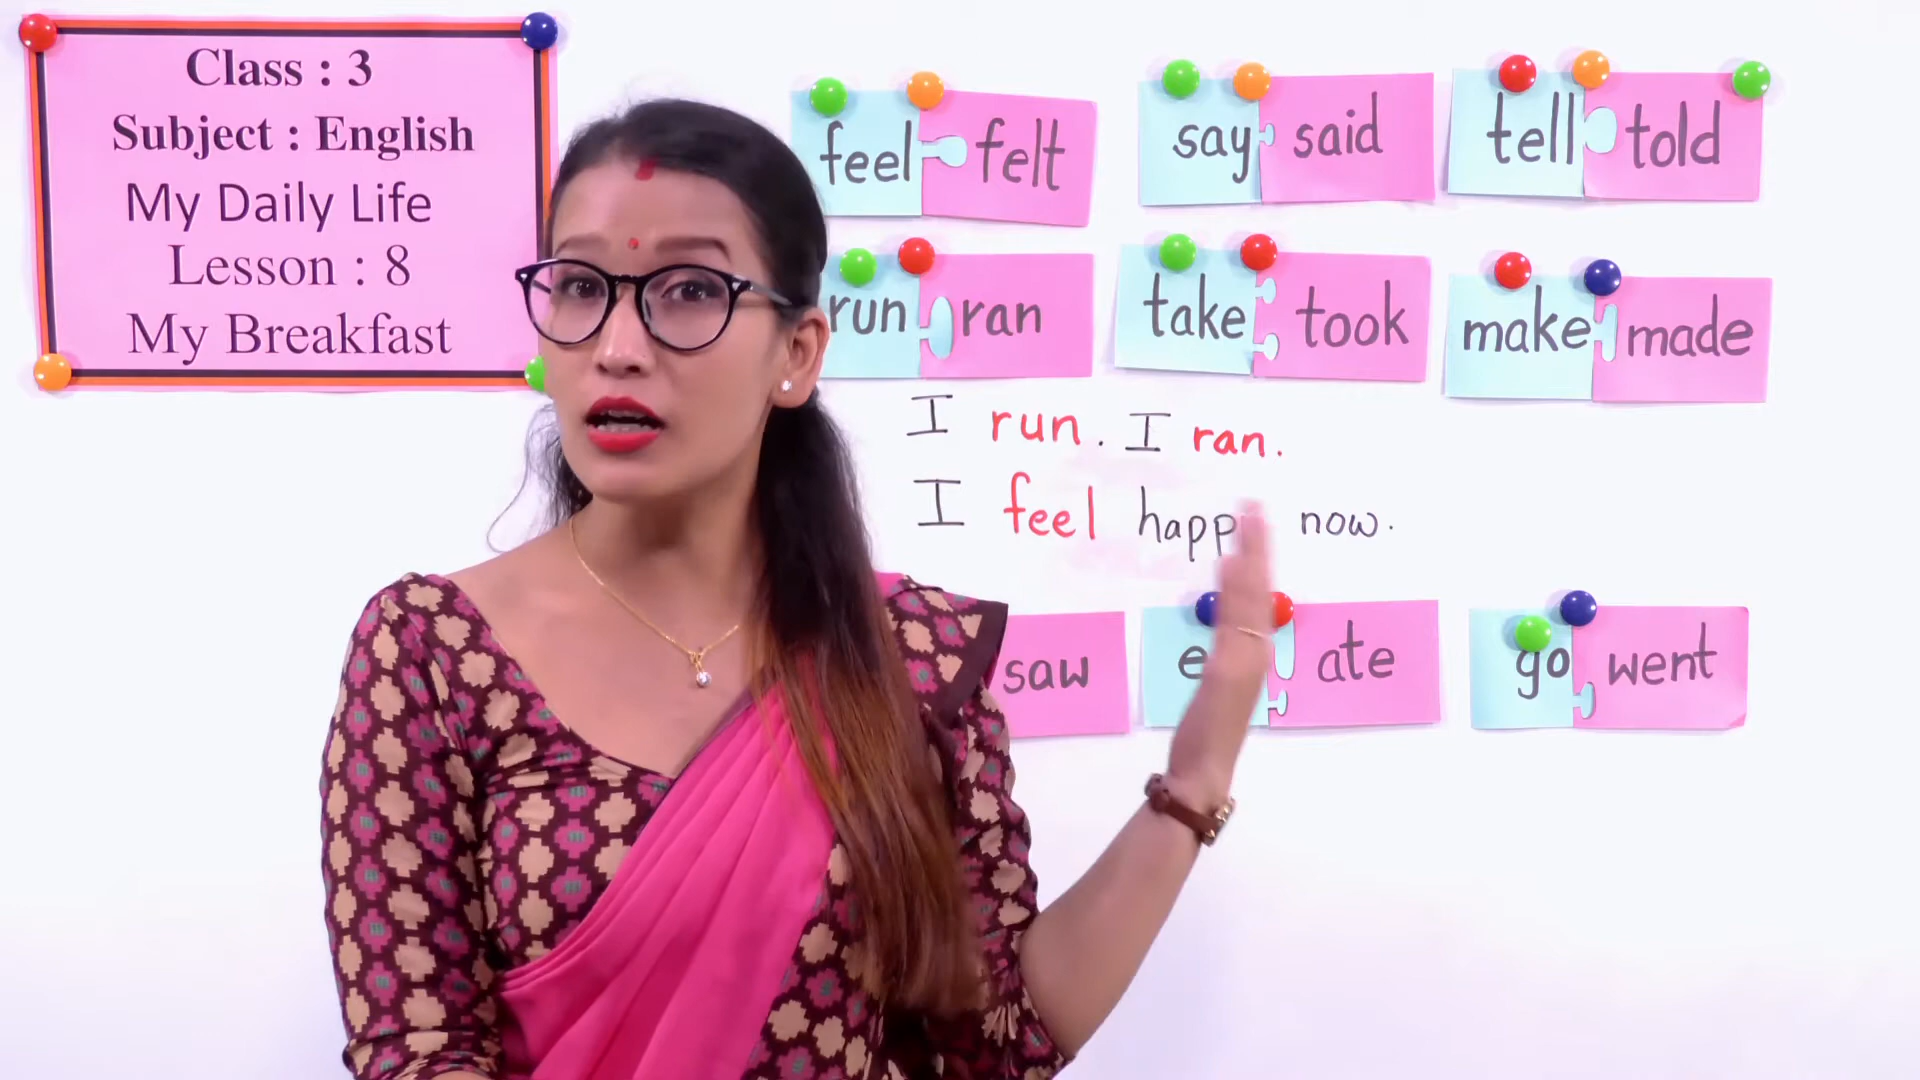 Class : 3
Subject : English
My Daily Life
Lesson : 8
My Breakfast
feel felt
say said
tell told
run ran
take took
make made
I run. I ran.
I feel now.
saw
ate
go went